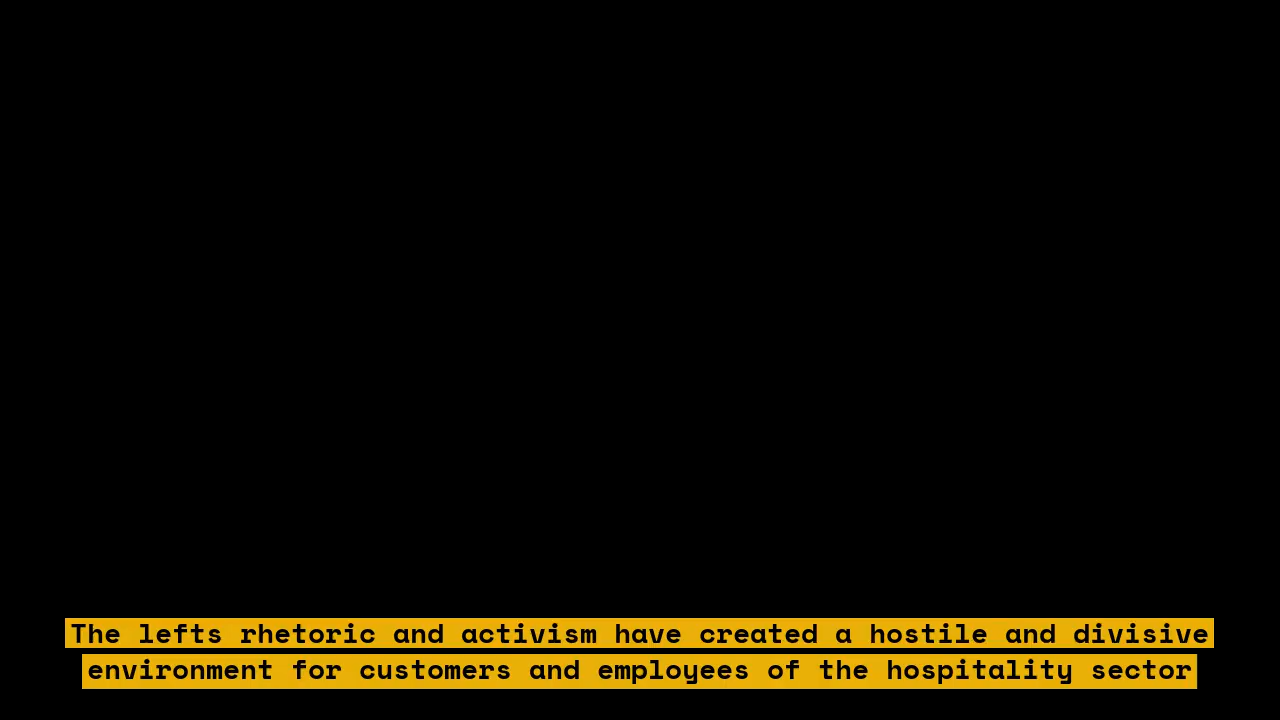 The lefts rhetoric and activism have created a hostile and divisive
environment for customers and employees of the hospitality sector